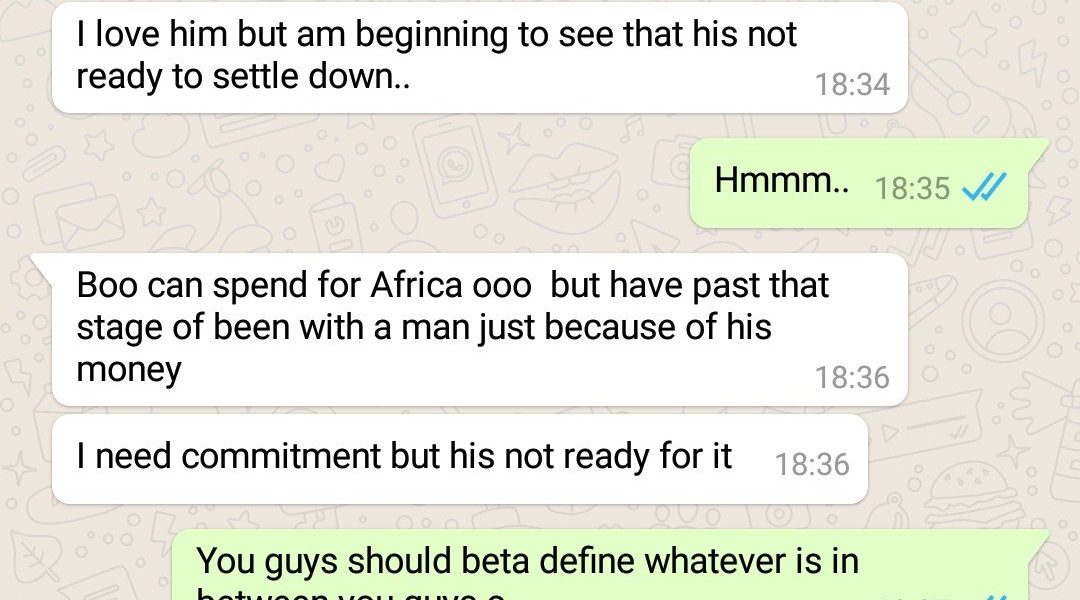 I love him but am beginning to see that his not
ready to settle down..
18:34
Hmmm.. 18:35
Boo can spend for Africa ooo but have past that
stage of been with a man just because of his
money
18:36
I need commitment but his not ready for it 18:36
You guys should beta define whatever is in
between you guys o